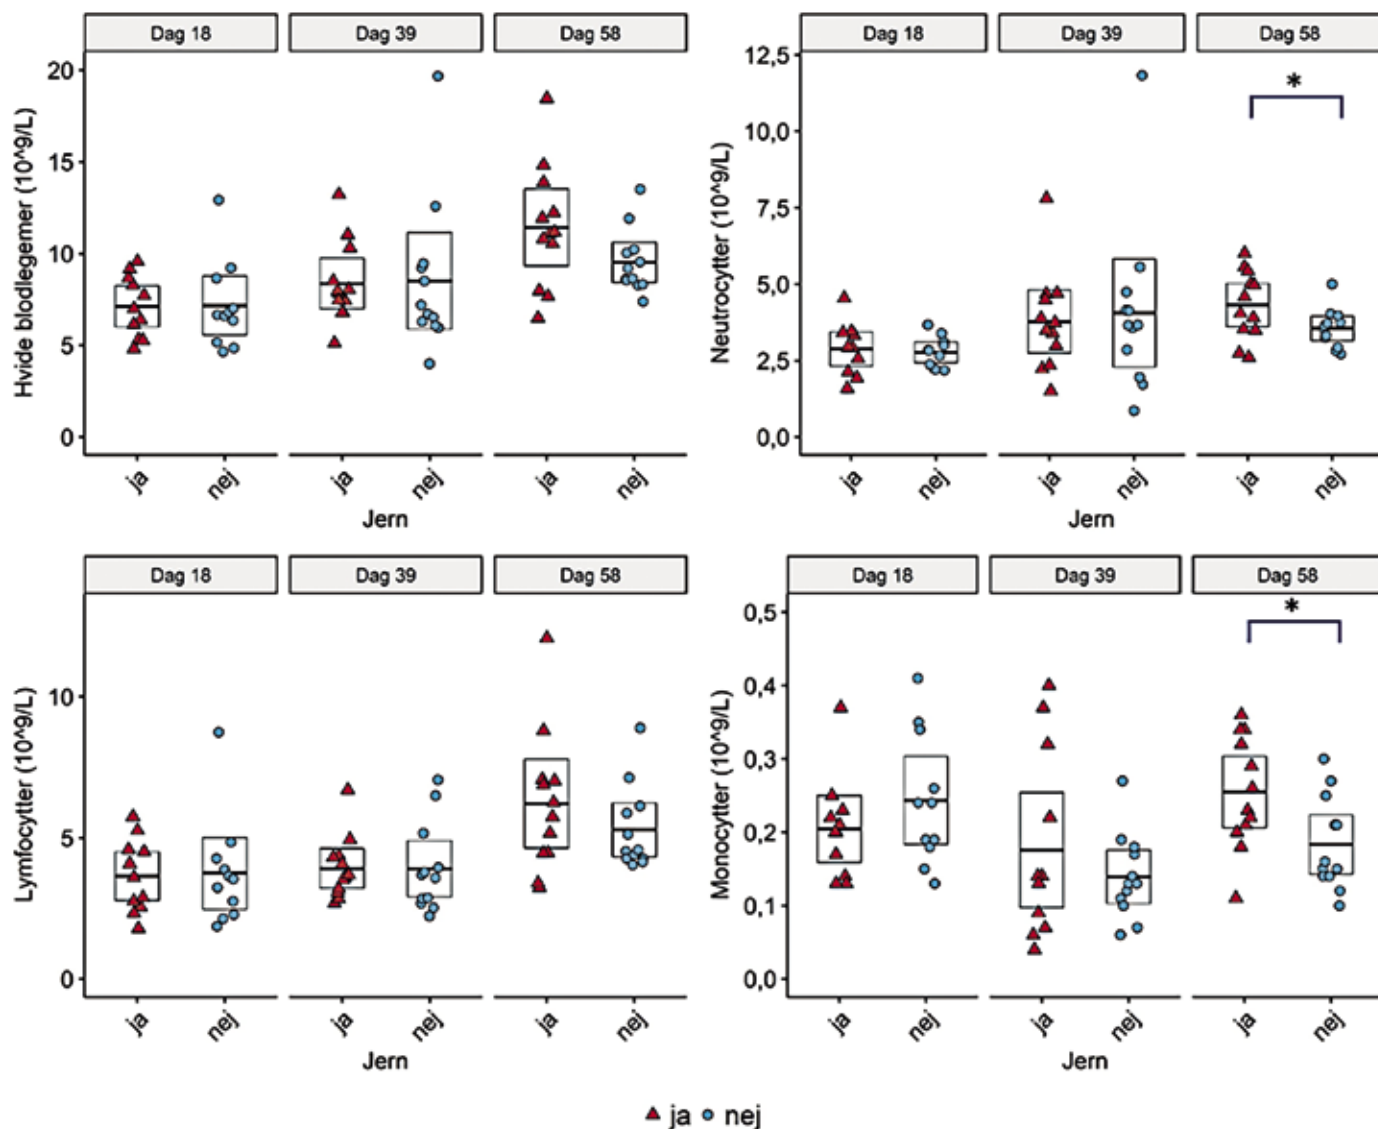 Dag 18 Dag 39 Dag 58
Hvide blodlegemer (10^9/L)
20
15
10
5
0
ja nej ja nej ja nej
Jern
Dag 18 Dag 39 Dag 58
Neutrocytter (10^9/L)
12,5
10,0
7,5
5,0
2,5
0,0
*
ja nej ja nej ja nej
Jern
Dag 18 Dag 39 Dag 58
Lymfocytter (10^9/L)
10
5
0
ja nej ja nej ja nej
Jern
Dag 18 Dag 39 Dag 58
Monocytter (10^9/L)
0,5
0,4
0,3
0,2
0,1
0,0
*
ja nej ja nej ja nej
Jern
ja nej